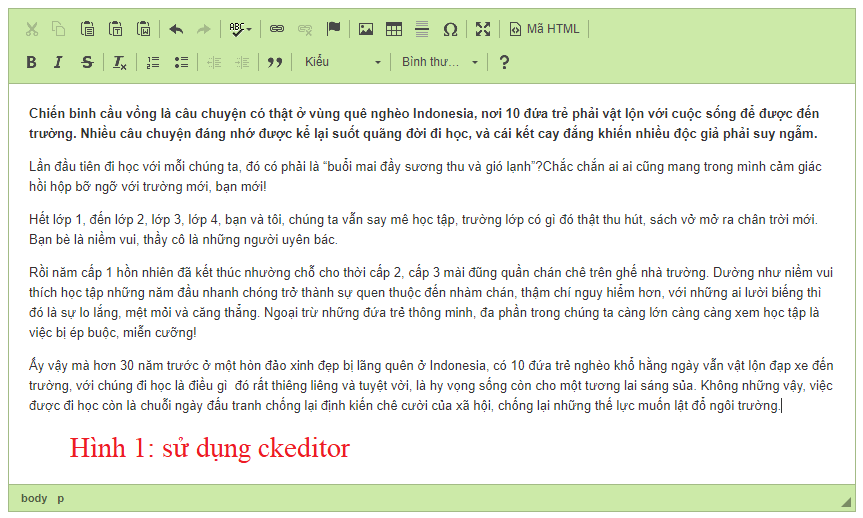 ABC
Mã HTML
B I S Tx
Kiểu Bình thư... ?
Chiến binh cầu vồng là câu chuyện có thật ở vùng quê nghèo Indonesia, nơi 10 đứa trẻ phải vật lộn với cuộc sống để được đến
trường. Nhiều câu chuyện đáng nhớ được kể lại suốt quãng đời đi học, và cái kết cay đắng khiến nhiều độc giả phải suy ngẫm.
Lần đầu tiên đi học với mỗi chúng ta, đó có phải là “buổi mai đầy sương thu và gió lạnh”?Chắc chắn ai ai cũng mang trong mình cảm giác
hồi hộp bỡ ngỡ với trường mới, bạn mới!
Hết lớp 1, đến lớp 2, lớp 3, lớp 4, bạn và tôi, chúng ta vẫn say mê học tập, trường lớp có gì đó thật thu hút, sách vở mở ra chân trời mới.
Bạn bè là niềm vui, thầy cô là những người uyên bác.
Rồi năm cấp 1 hồn nhiên đã kết thúc nhường chỗ cho thời cấp 2, cấp 3 mài đũng quần chán chê trên ghế nhà trường. Dường như niềm vui
thích học tập những năm đầu nhanh chóng trở thành sự quen thuộc đến nhàm chán, thậm chí nguy hiểm hơn, với những ai lười biếng thì
đó là sự lo lắng, mệt mỏi và căng thẳng. Ngoại trừ những đứa trẻ thông minh, đa phần trong chúng ta càng lớn càng càng xem học tập là
việc bị ép buộc, miễn cưỡng!
Ấy vậy mà hơn 30 năm trước ở một hòn đảo xinh đẹp bị lãng quên ở Indonesia, có 10 đứa trẻ nghèo khổ hằng ngày vẫn vật lộn đạp xe đến
trường, với chúng đi học là điều gì  đó rất thiêng liêng và tuyệt vời, là hy vọng sống còn cho một tương lai sáng sủa. Không những vậy, việc
được đi học còn là chuỗi ngày đấu tranh chống lại định kiến chê cười của xã hội, chống lại những thế lực muốn lật đổ ngôi trường.
Hình 1: sử dụng ckeditor
body p